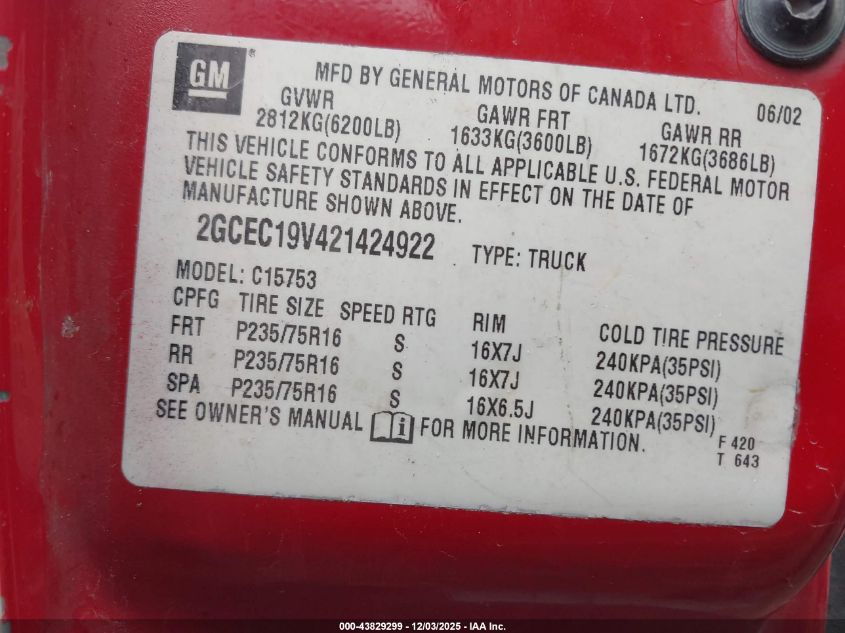 GM
MFD BY GENERAL MOTORS OF CANADA LTD. 06/02
GVWR GAWR FRT GAWR RR
2812KG(6200LB) 1633KG(3600LB) 1672KG(3686LB)
THIS VEHICLE CONFORMS TO ALL APPLICABLE U.S. FEDERAL MOTOR
VEHICLE SAFETY STANDARDS IN EFFECT ON THE DATE OF
MANUFACTURE SHOWN ABOVE.
2GCEC19V421424922 TYPE: TRUCK
MODEL: C15753
CPFG TIRE SIZE SPEED RTG RIM COLD TIRE PRESSURE
FRT P235/75R16 S 16X7J 240KPA(35PSI)
RR P235/75R16 S 16X7J 240KPA(35PSI)
SPA P235/75R16 S 16X6.5J 240KPA(35PSI)
SEE OWNER'S MANUAL i FOR MORE INFORMATION.
F 420
T 643
000-43829299 - 12/03/2025 - IAA Inc.